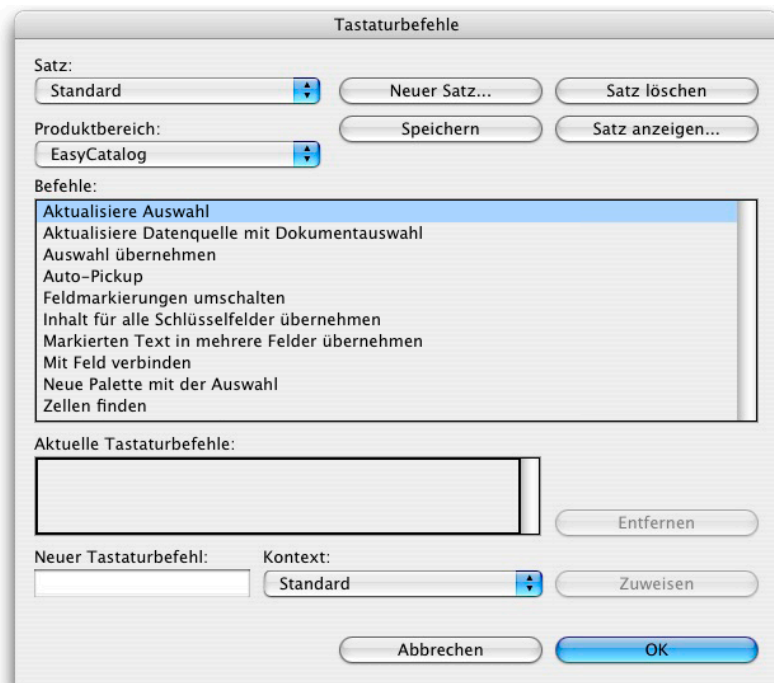 Tastaturbefehle
Satz:
Standard
Neuer Satz...
Satz löschen
Produktbereich:
Speichern
Satz anzeigen...
EasyCatalog
Befehle:
Aktualisiere Auswahl
Aktualisiere Datenquelle mit Dokumentauswahl
Auswahl übernehmen
Auto-Pickup
Feldmarkierungen umschalten
Inhalt für alle Schlüsselfelder übernehmen
Markierten Text in mehrere Felder übernehmen
Mit Feld verbinden
Neue Palette mit der Auswahl
Zellen finden
Aktuelle Tastaturbefehle:
Entfernen
Neuer Tastaturbefehl:
Kontext:
Standard
Zuweisen
Abbrechen
OK